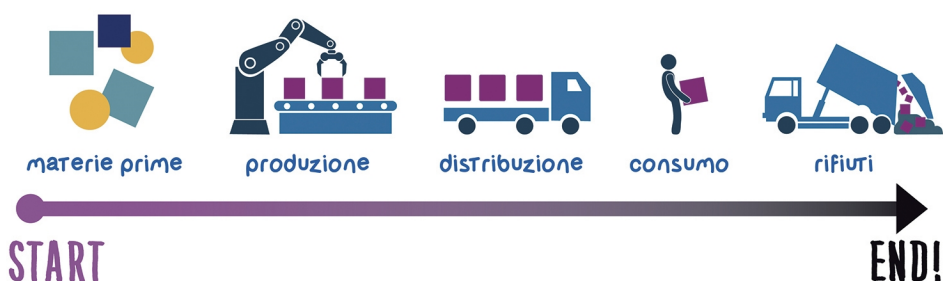 materie prime
produzione
distribuzione
consumo
rifiuti
START
END!